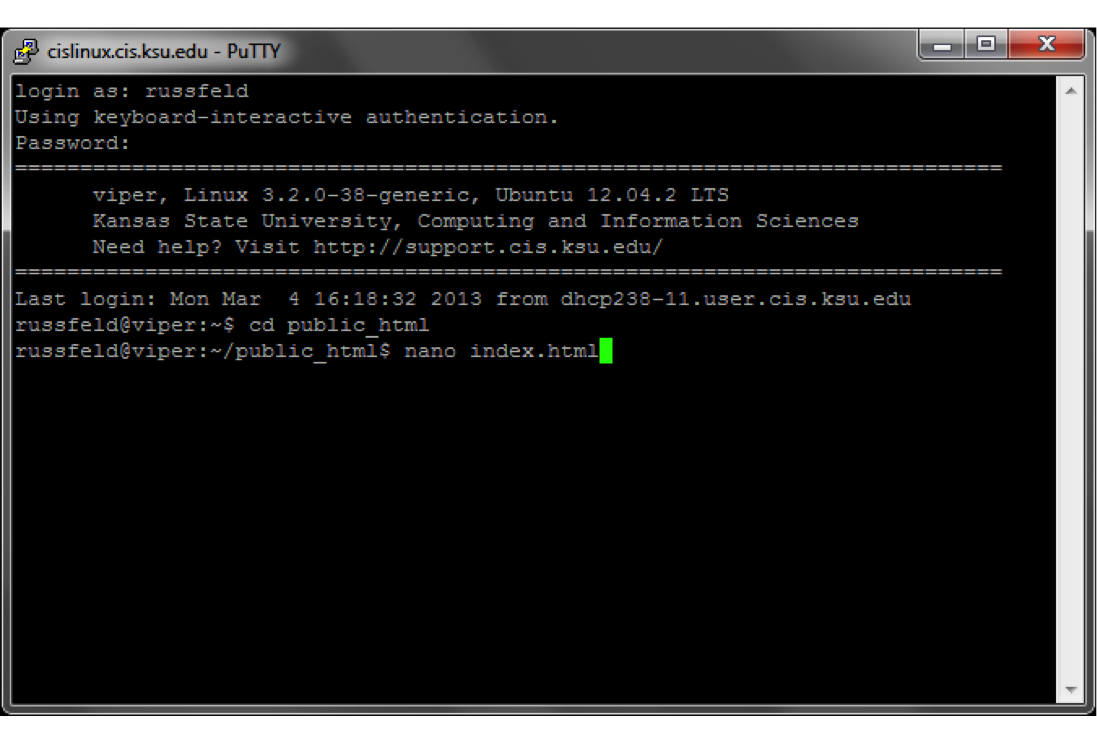 cislinux.cis.ksu.edu - PuTTY
login as: russfeld
Using keyboard-interactive authentication.
Password:
============================================================================
      viper, Linux 3.2.0-38-generic, Ubuntu 12.04.2 LTS
      Kansas State University, Computing and Information Sciences
      Need help? Visit http://support.cis.ksu.edu/
============================================================================
Last login: Mon Mar  4 16:18:32 2013 from dhcp238-11.user.cis.ksu.edu
russfeld@viper:~$ cd public_html
russfeld@viper:~/public_html$ nano index.html